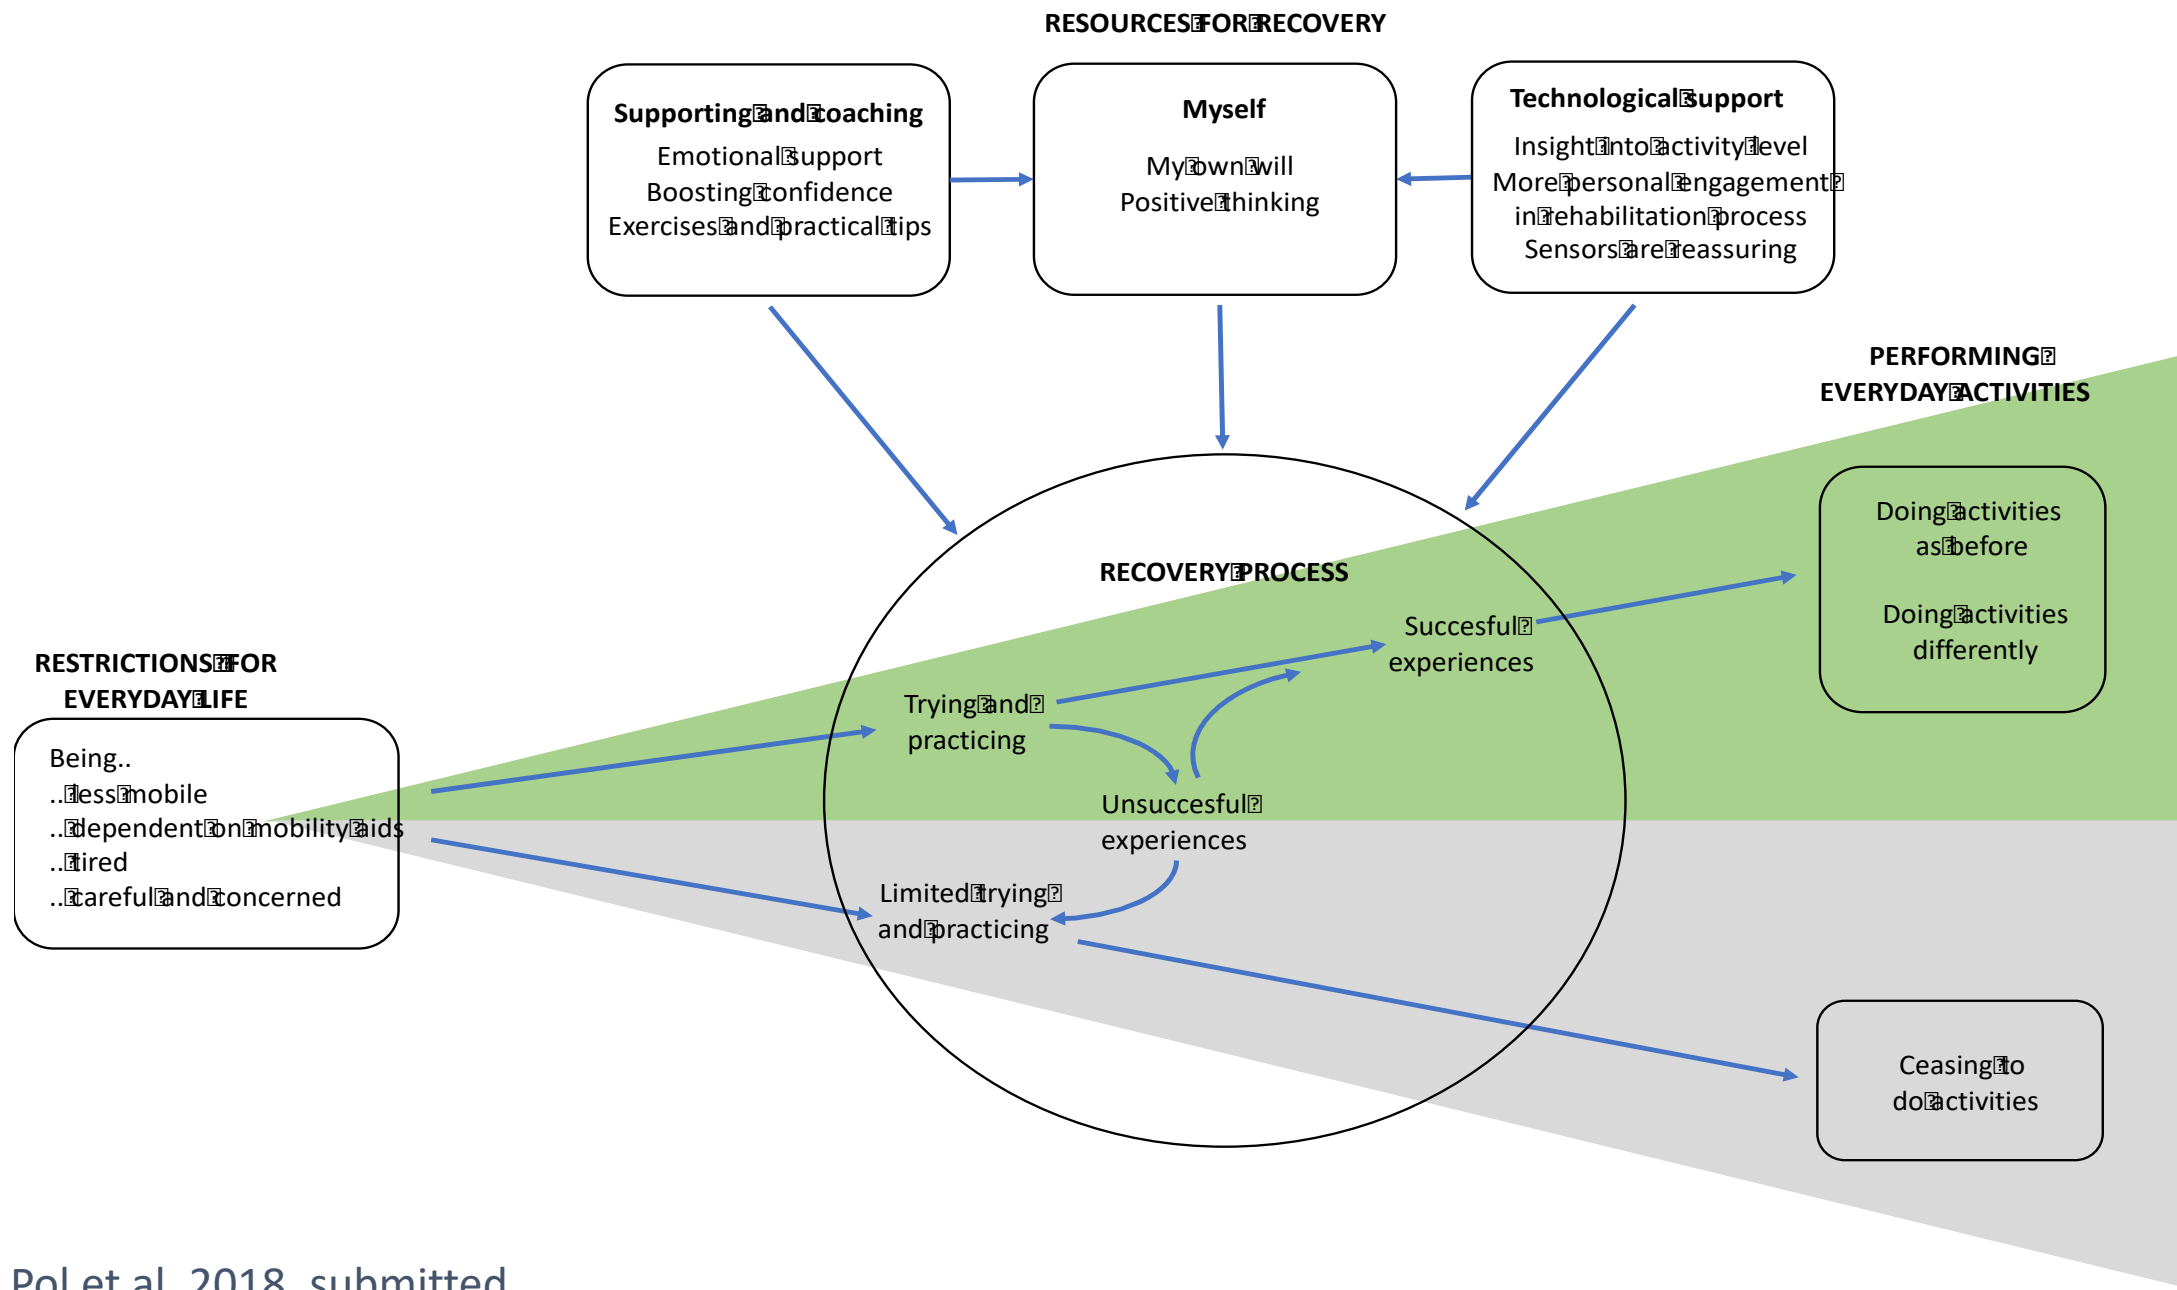 RESOURCES FOR RECOVERY
Supporting and coaching
Emotional support
Boosting confidence
Exercises and practical tips
Myself
My own will
Positive thinking
Technological support
Insight into activity level
More personal engagement
in rehabilitation process
Sensors are reassuring
PERFORMING
EVERYDAY ACTIVITIES
Doing activities
as before
Doing activities
differently
RECOVERY PROCESS
Succesful
experiences
RESTRICTIONS FOR
EVERYDAY LIFE
Being..
.. less mobile
.. dependent on mobility aids
.. tired
.. careful and concerned
Trying and
practicing
Unsuccesful
experiences
Limited trying
and practicing
Ceasing to
do activities
Pol et al, 2018, submitted